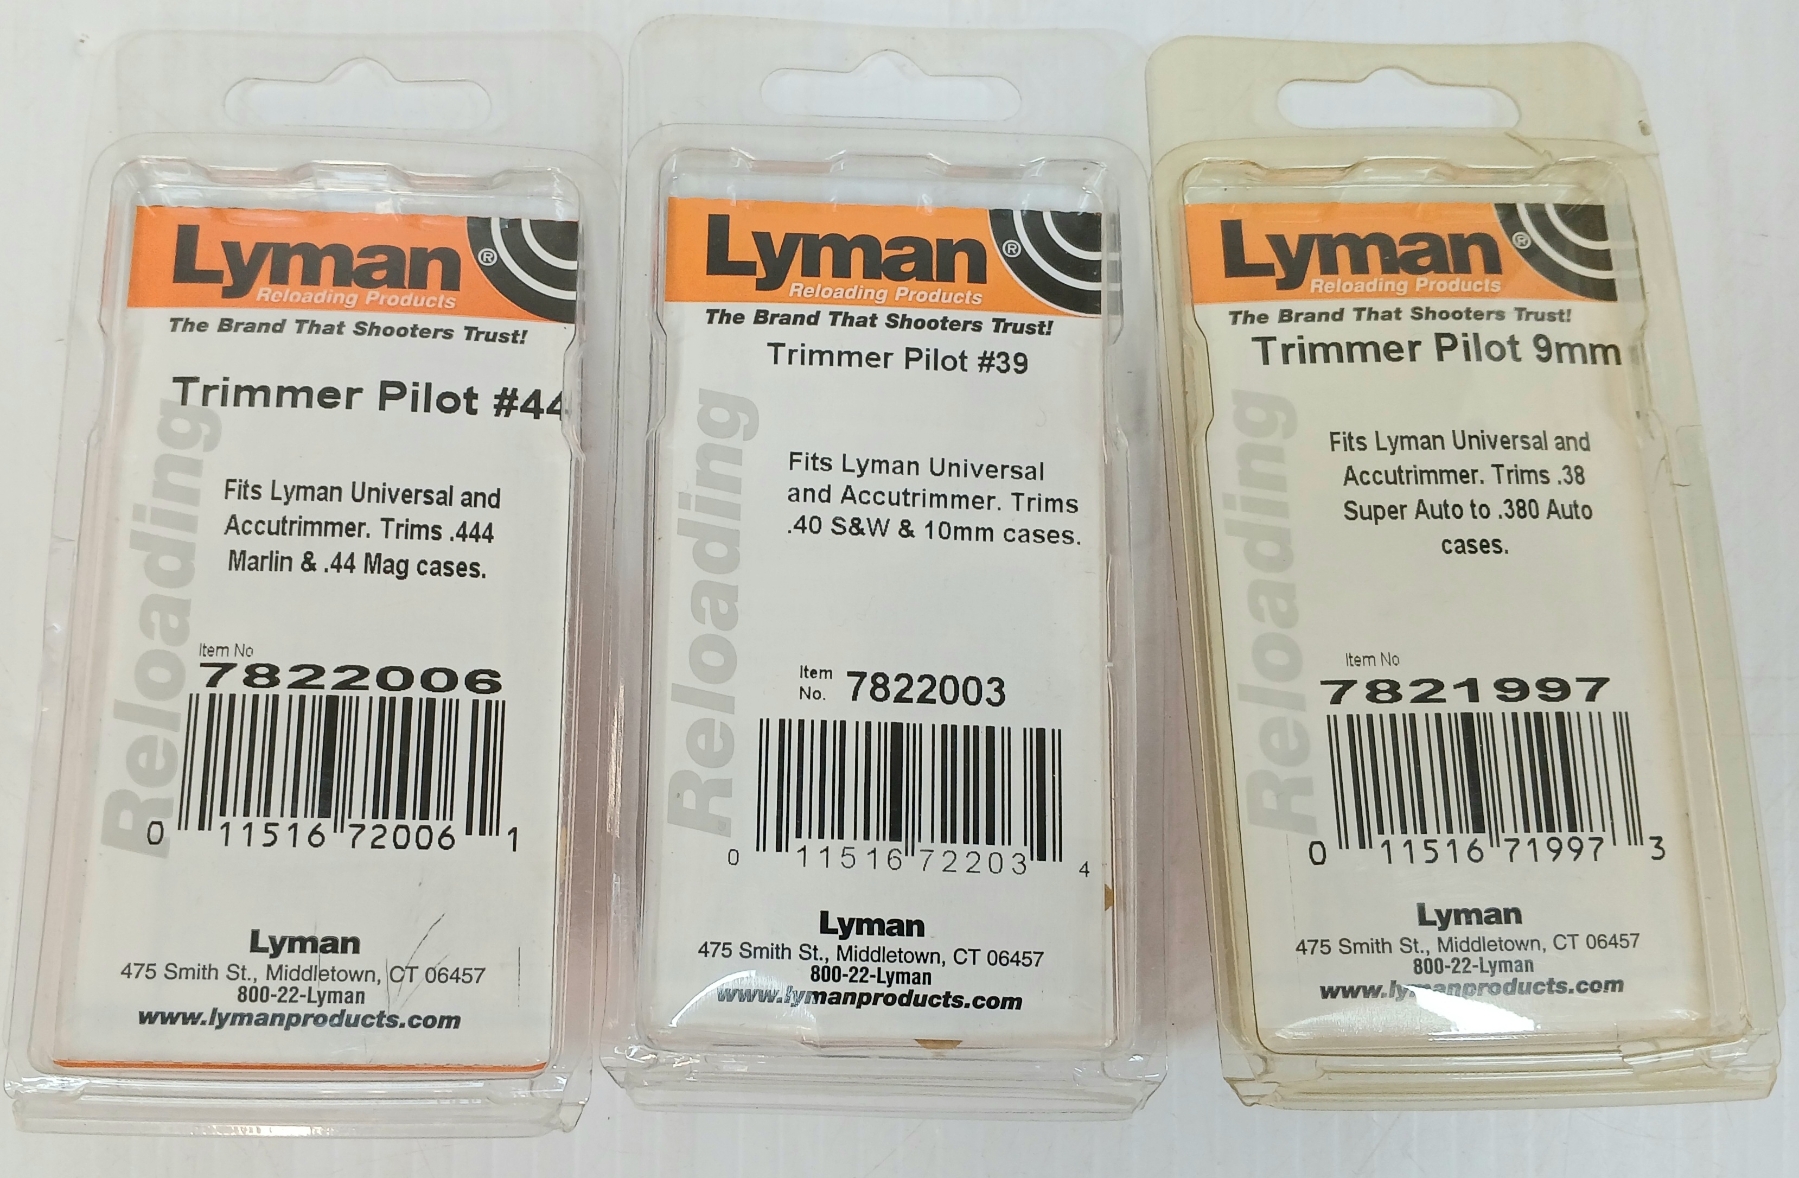 Lyman®
Reloading Products
The Brand That Shooters Trust!
Trimmer Pilot #44
Reloading
Fits Lyman Universal and
Accutrimmer. Trims .444
Marlin & .44 Mag cases.
Item No
7822006
0 11516 72006 1
Lyman
475 Smith St., Middletown, CT 06457
800-22-Lyman
www.lymanproducts.com
Lyman®
Reloading Products
The Brand That Shooters Trust!
Trimmer Pilot #39
Reloading
Fits Lyman Universal
and Accutrimmer. Trims
.40 S&W & 10mm cases.
Item
No. 7822003
0 11516 72203 4
Lyman
475 Smith St., Middletown, CT 06457
800-22-Lyman
www.lymanproducts.com
Lyman®
Reloading Products
The Brand That Shooters Trust!
Trimmer Pilot 9mm
Reloading
Fits Lyman Universal and
Accutrimmer. Trims .38
Super Auto to .380 Auto
cases.
Item No
7821997
0 11516 71997 3
Lyman
475 Smith St., Middletown, CT 06457
800-22-Lyman
www.lymanproducts.com